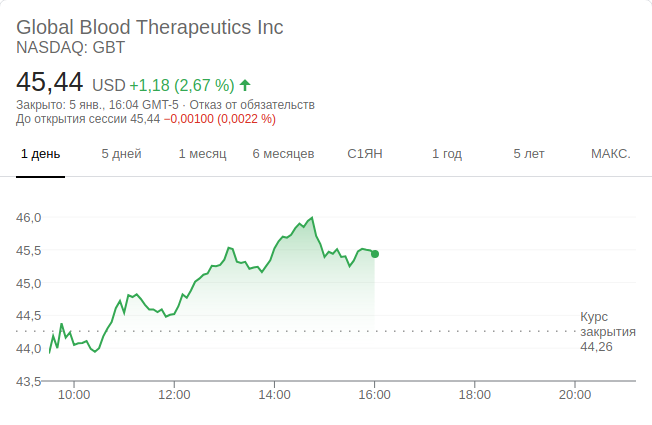 Global Blood Therapeutics Inc
NASDAQ: GBT
45,44 USD +1,18 (2,67 %)
Закрыто: 5 янв., 16:04 GMT-5 · Отказ от обязательств
До открытия сессии 45,44 −0,00100 (0,0022 %)
1 день 5 дней 1 месяц 6 месяцев С1ЯН 1 год 5 лет МАКС.
46,0
45,5
45,0
44,5
44,0
43,5
Курс
закрытия
44,26
10:00 12:00 14:00 16:00 18:00 20:00